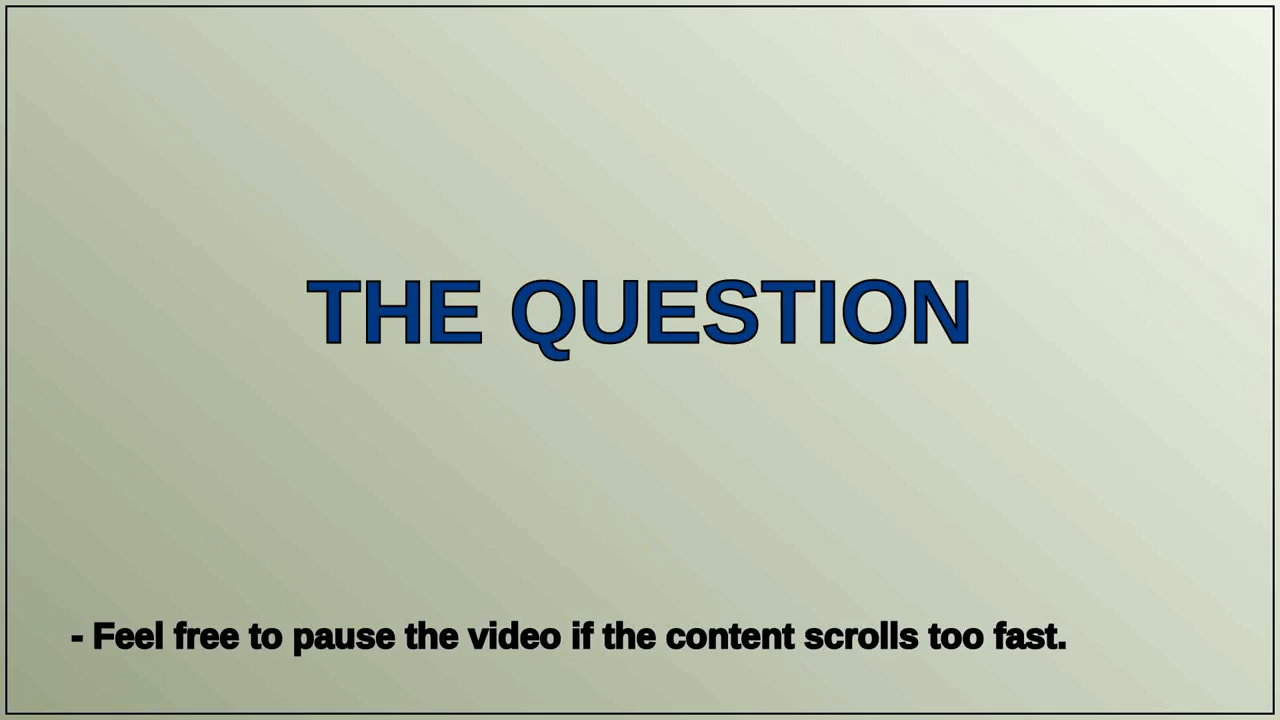 THE QUESTION
- Feel free to pause the video if the content scrolls too fast.